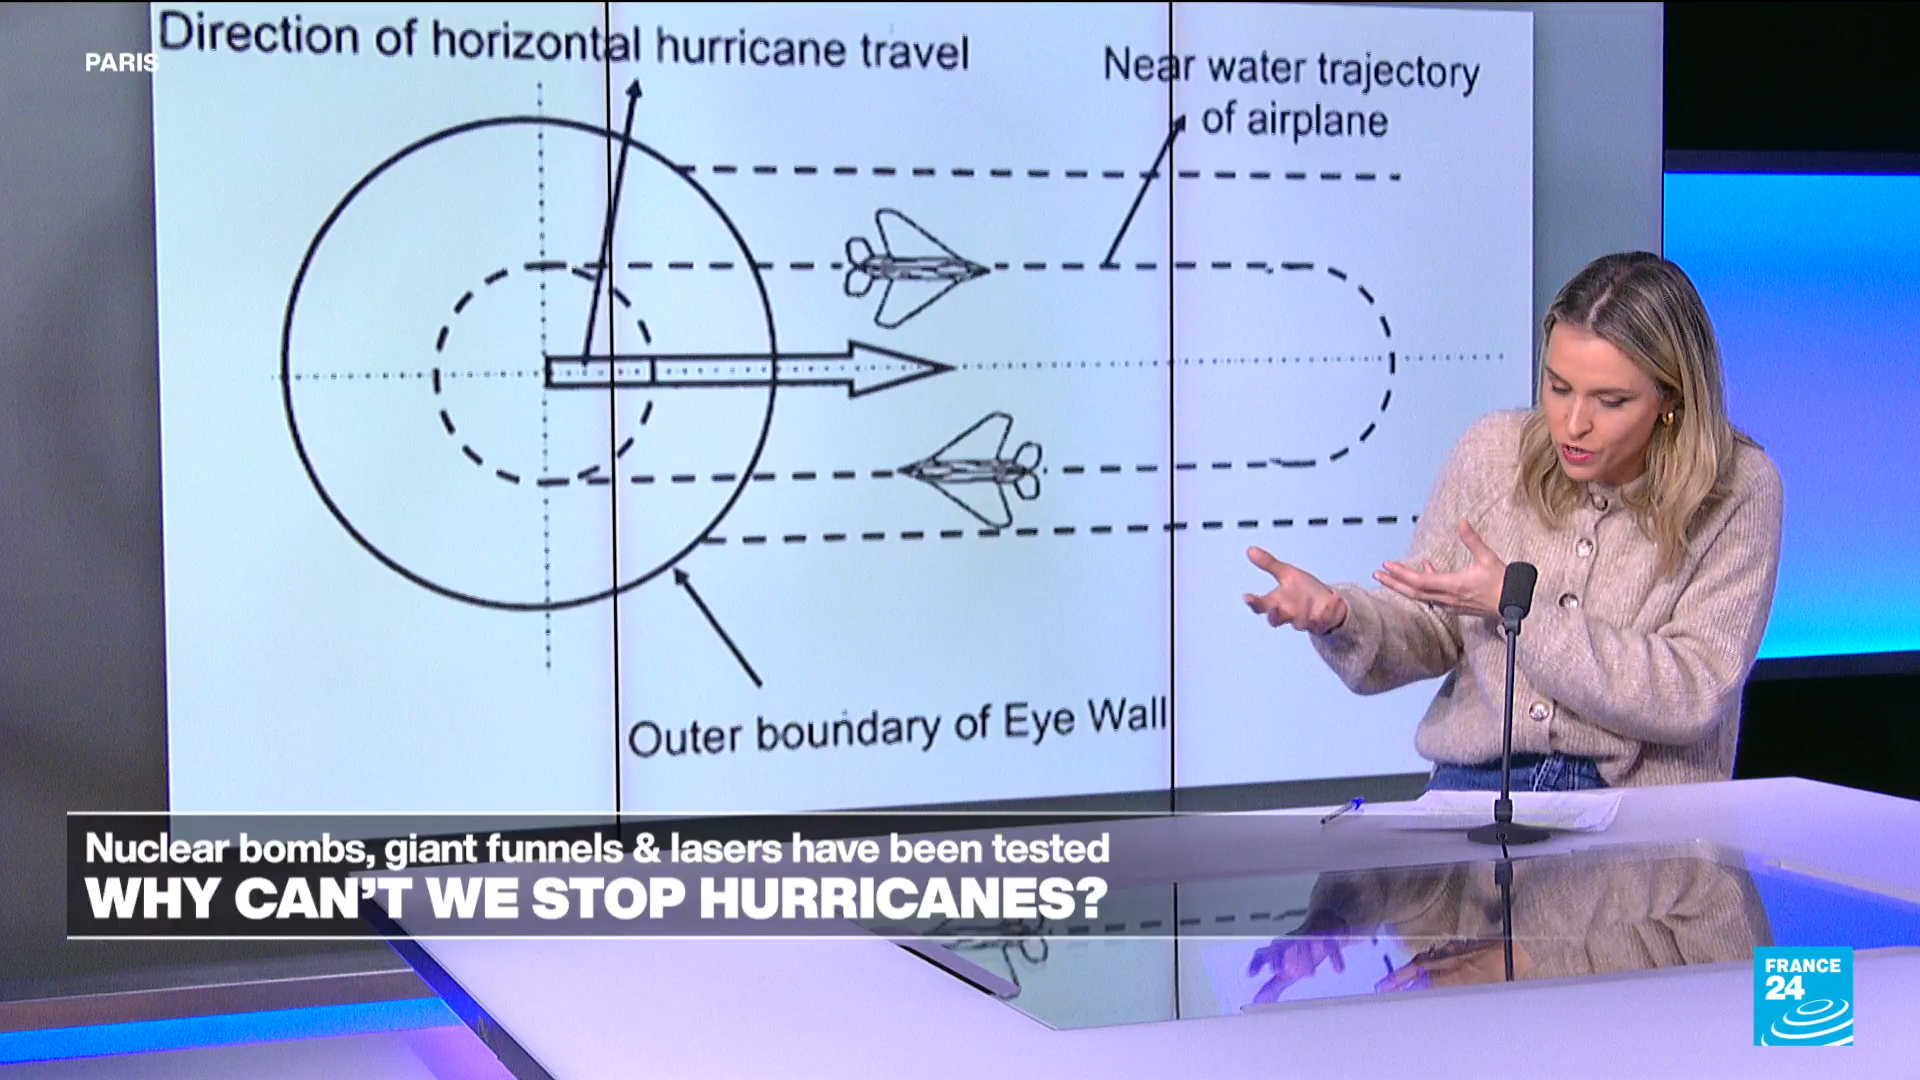 PARIS
Direction of horizontal hurricane travel
Near water trajectory
of airplane
Outer boundary of Eye Wall
Nuclear bombs, giant funnels & lasers have been tested
WHY CAN'T WE STOP HURRICANES?
FRANCE
24